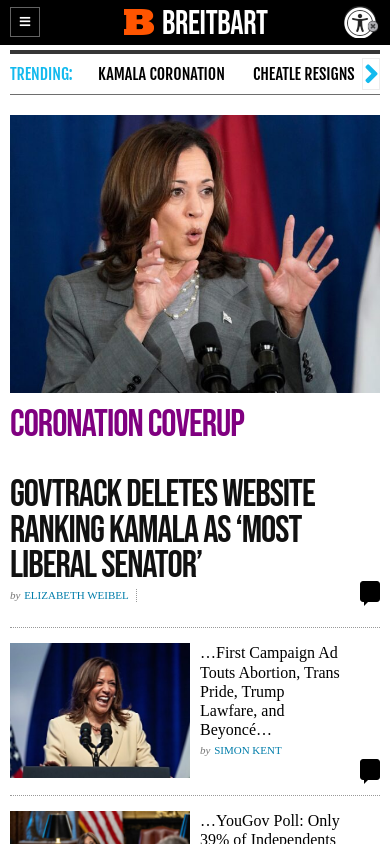 B BREITBART
TRENDING:
KAMALA CORONATION
CHEATLE RESIGNS
CORONATION COVERUP
GOVTRACK DELETES WEBSITE
RANKING KAMALA AS ‘MOST
LIBERAL SENATOR’
by ELIZABETH WEIBEL
…First Campaign Ad
Touts Abortion, Trans
Pride, Trump
Lawfare, and
Beyoncé…
by SIMON KENT
…YouGov Poll: Only
39% of Independents